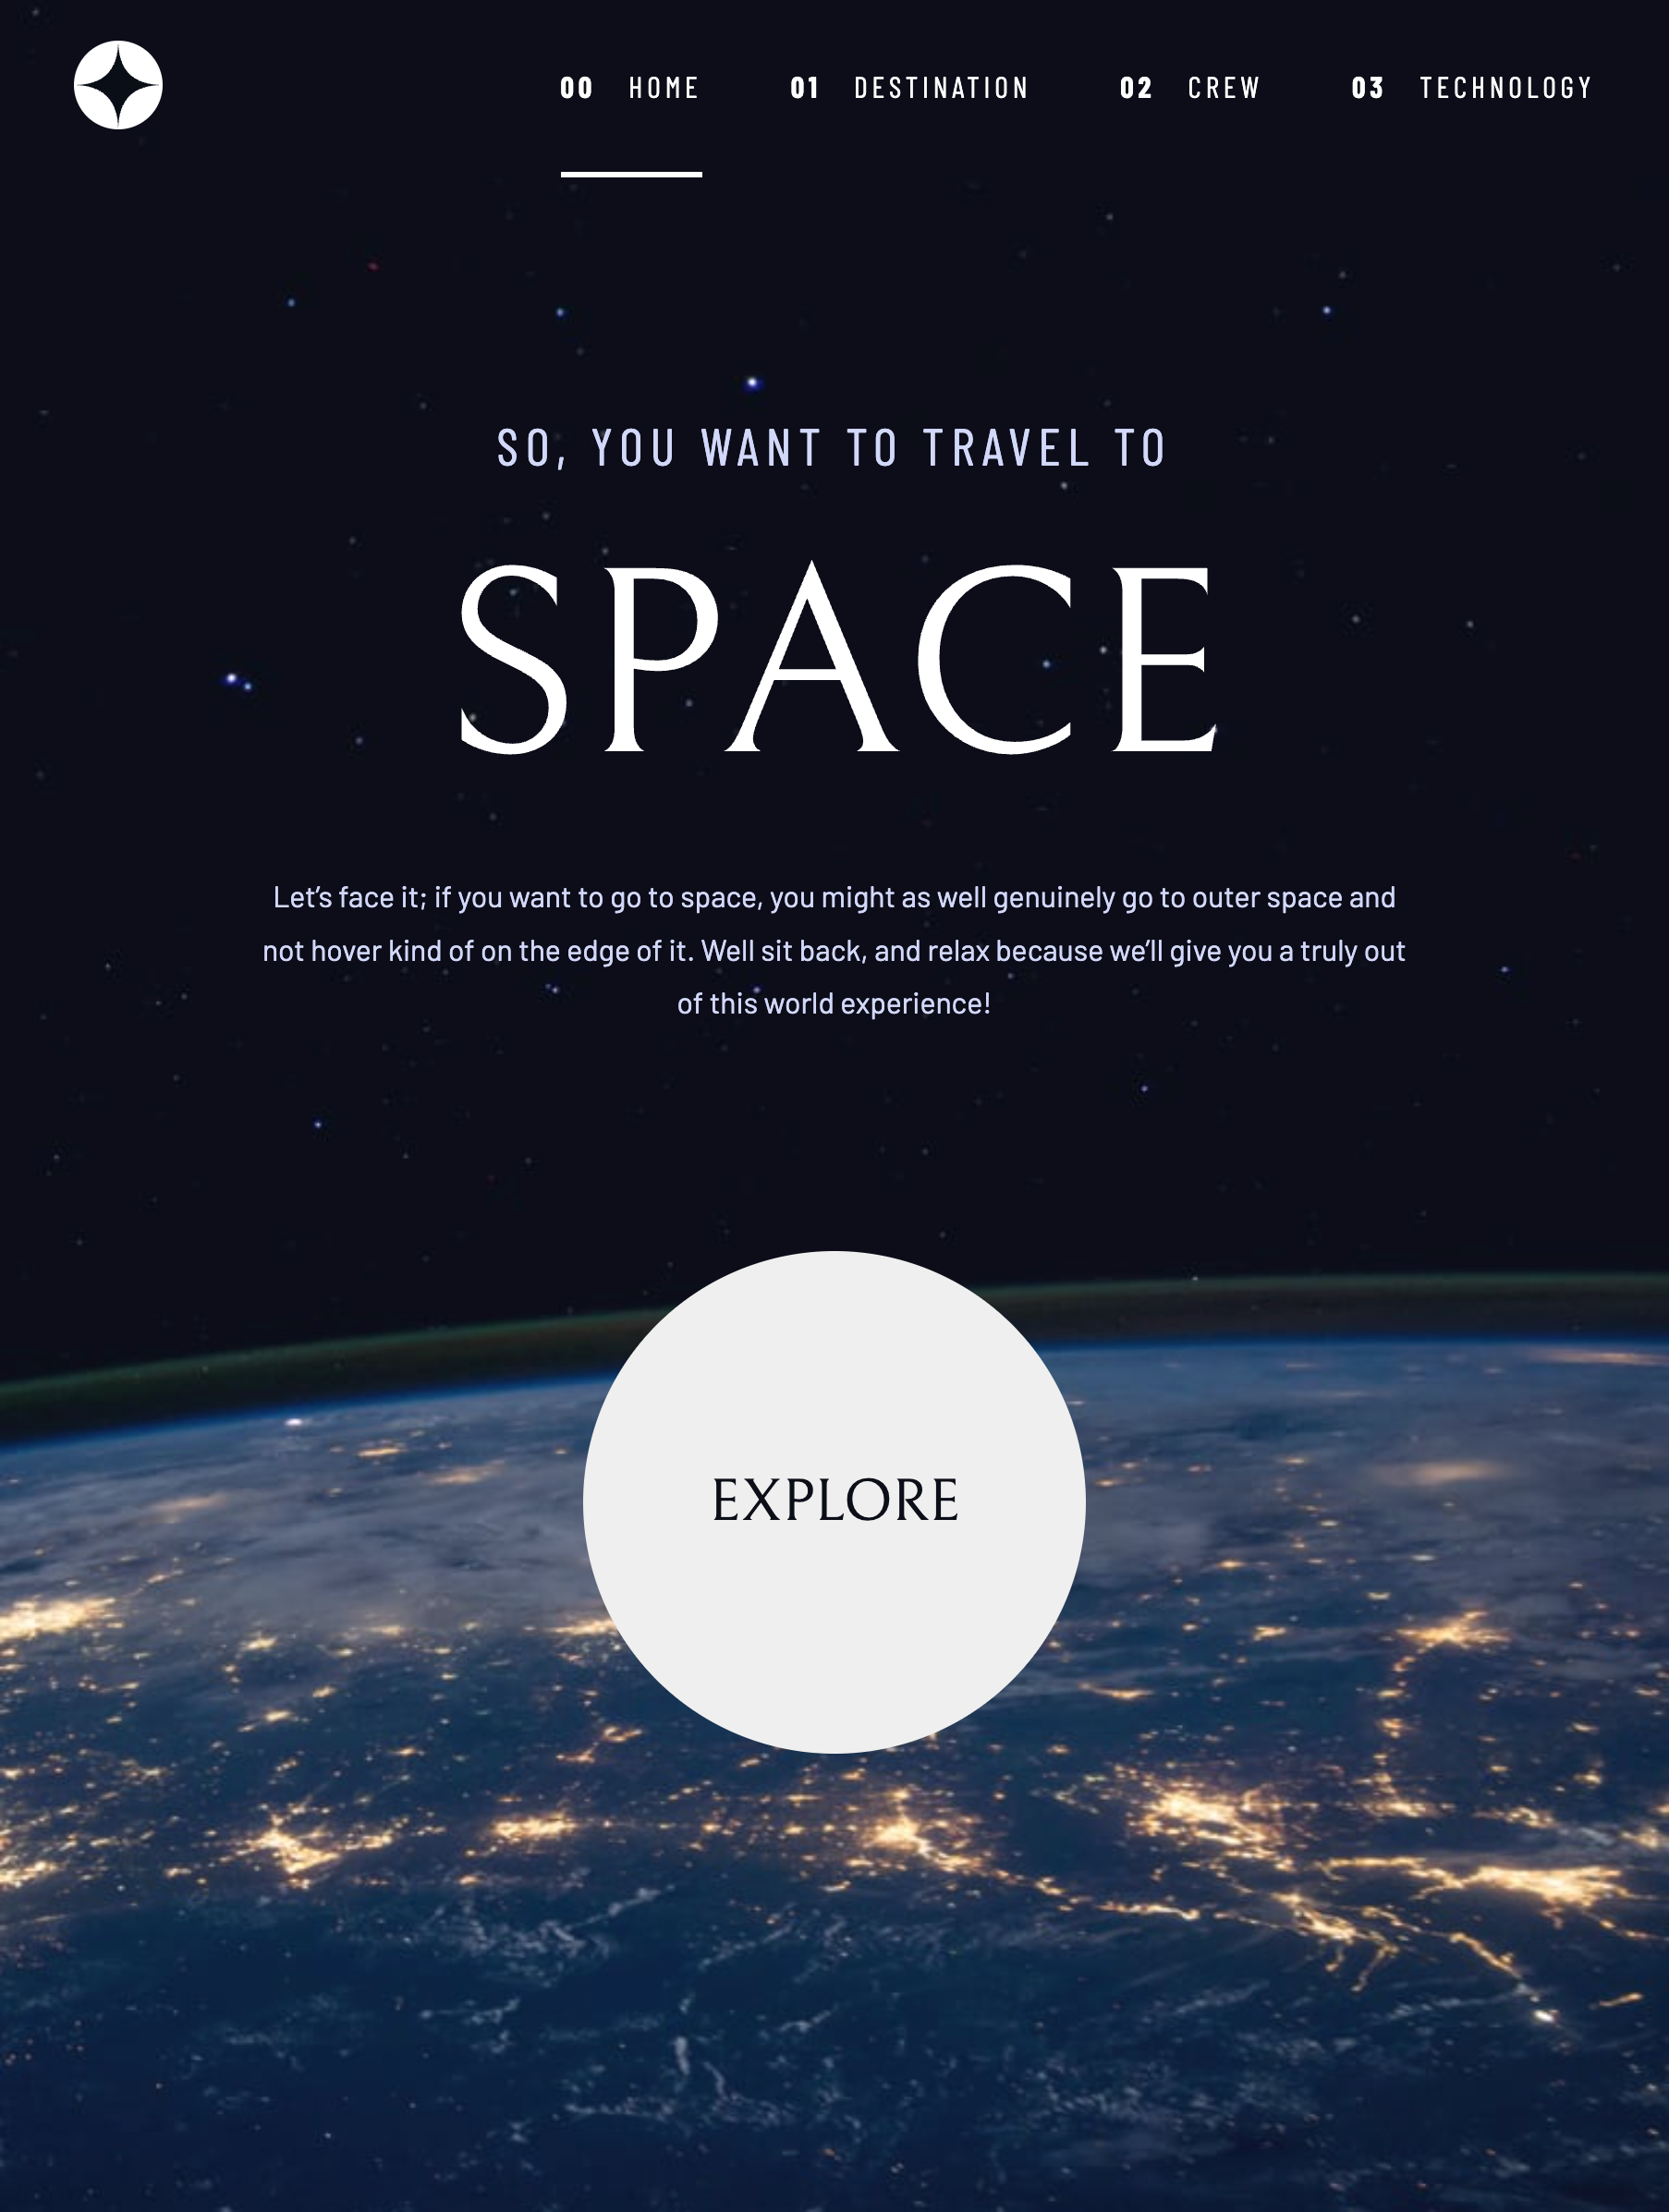 00 HOME 01 DESTINATION 02 CREW 03 TECHNOLOGY
SO, YOU WANT TO TRAVEL TO
SPACE
Let’s face it; if you want to go to space, you might as well genuinely go to outer space and
not hover kind of on the edge of it. Well sit back, and relax because we’ll give you a truly out
of this world experience!
EXPLORE